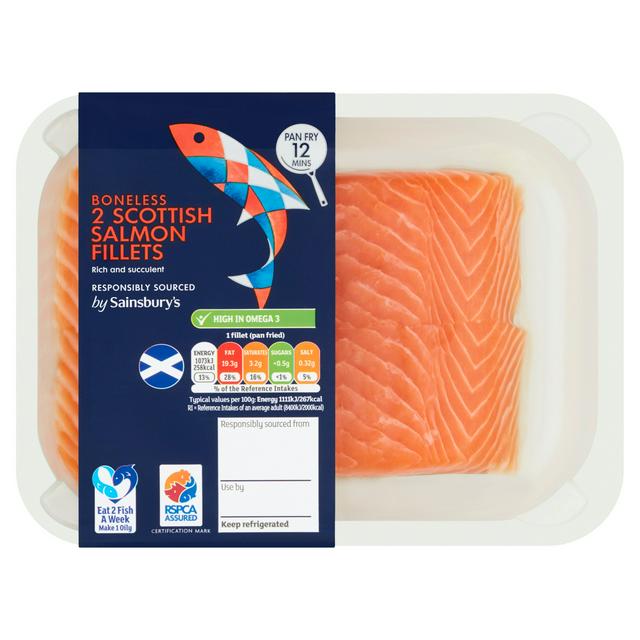 PAN FRY
12
MINS
BONELESS
2 SCOTTISH
SALMON
FILLETS
Rich and succulent
RESPONSIBLY SOURCED
by Sainsbury's
HIGH IN OMEGA 3
1 fillet (pan fried)
ENERGY
1073kJ
258kcal
13%
FAT
19.3g
28%
SATURATES
3.2g
16%
SUGARS
<0.5g
<1%
SALT
0.32g
5%
% of the Reference Intakes
Typical values per 100g: Energy 1111kJ/267kcal
RI = Reference Intakes of an average adult (8400kJ/2000kcal)
Responsibly sourced from
Use by
Keep refrigerated
Eat 2 Fish
A Week
Make 1 Oily
RSPCA
ASSURED
CERTIFICATION MARK